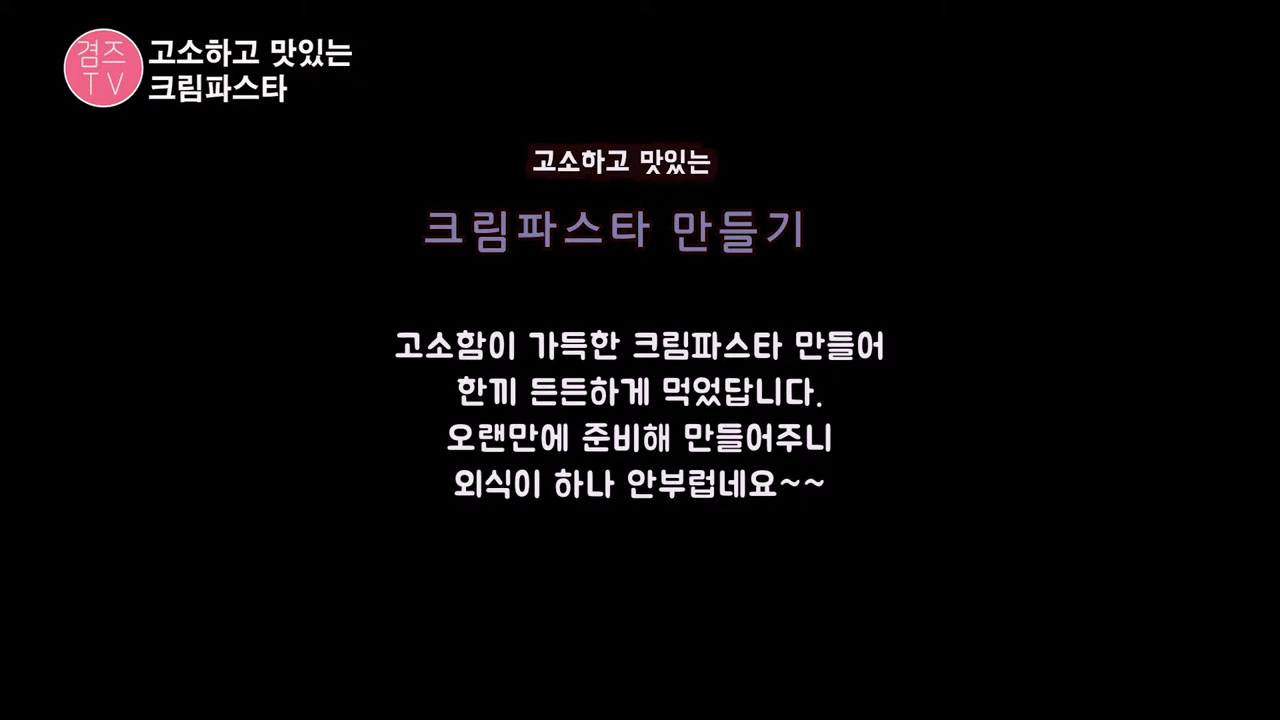 겸즈
TV
고소하고 맛있는
크림파스타
고소하고 맛있는
크림파스타 만들기
고소함이 가득한 크림파스타 만들어
한끼 든든하게 먹었답니다.
오랜만에 준비해 만들어주니
외식이 하나 안부럽네요~~